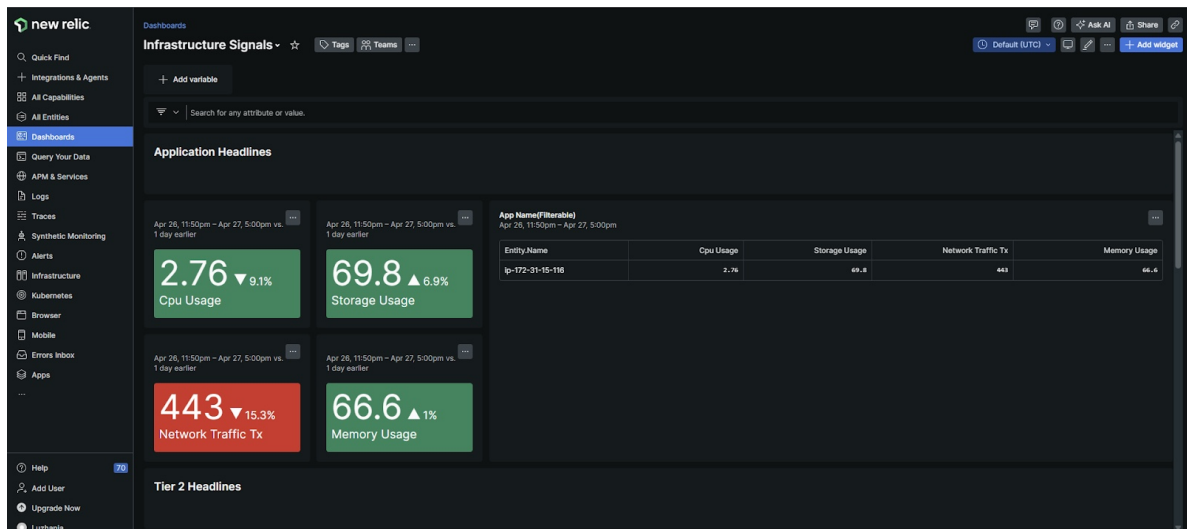 new relic
Quick Find
Integrations & Agents
All Capabilities
All Entities
Dashboards
Query Your Data
APM & Services
Logs
Traces
Synthetic Monitoring
Alerts
Infrastructure
Kubernetes
Browser
Mobile
Errors Inbox
Apps
...
Help 70
Add User
Upgrade Now
Luzhania
Dashboards
Infrastructure Signals
Tags
Teams
...
Ask AI
Share
Default (UTC)
...
+ Add widget
+ Add variable
Search for any attribute or value.
Application Headlines
Apr 26, 11:50pm – Apr 27, 5:00pm vs.
1 day earlier
...
2.76 ▼ 9.1%
Cpu Usage
Apr 26, 11:50pm – Apr 27, 5:00pm vs.
1 day earlier
...
69.8 ▲ 6.9%
Storage Usage
Apr 26, 11:50pm – Apr 27, 5:00pm vs.
1 day earlier
...
443 ▼ 15.3%
Network Traffic Tx
Apr 26, 11:50pm – Apr 27, 5:00pm vs.
1 day earlier
...
66.6 ▲ 1%
Memory Usage
App Name(Filterable)
Apr 26, 11:50pm – Apr 27, 5:00pm
...
Entity.Name Cpu Usage Storage Usage Network Traffic Tx Memory Usage
ip-172-31-15-116 2.76 69.8 443 66.6
Tier 2 Headlines